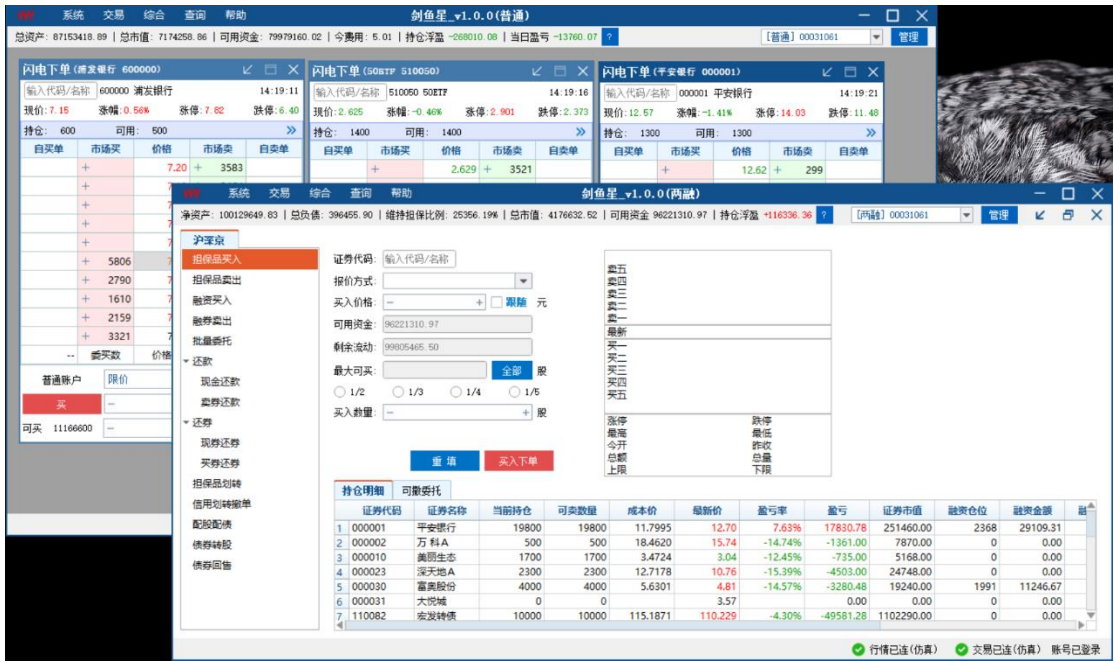 系统 交易 综合 查询 帮助 剑鱼星_v1.0.0(普通)
总资产: 87153418.89 | 总市值: 7174258.86 | 可用资金: 79979160.02 | 今费用: 5.01 | 持仓浮盈 -268010.08 | 当日盈亏 -13760.07 ? [普通] 00031061 管理
闪电下单(浦发银行 600000)
输入代码/名称 600000 浦发银行 14:19:11
现价:7.15 涨幅:0.56% 涨停:7.82 跌停:6.40
持仓: 600 可用: 500
自买单 市场买 价格 市场卖 自卖单
+ 7.20 + 3583
+
+
+
+
+ 5806
+ 2790
+ 1610
+ 2159
+ 3321
-- 委买数 价格
普通账户 限价
买
可买 11166600
闪电下单(50ETF 510050)
输入代码/名称 510050 50ETF 14:19:16
现价:2.625 涨幅:-0.46% 涨停:2.901 跌停:2.373
持仓: 1400 可用: 1400
自买单 市场买 价格 市场卖 自卖单
+ 2.629 + 3521
闪电下单(平安银行 000001)
输入代码/名称 000001 平安银行 14:19:21
现价:12.57 涨幅:-1.41% 涨停:14.03 跌停:11.48
持仓: 1300 可用: 1300
自买单 市场买 价格 市场卖 自卖单
+ 12.62 + 299
系统 交易 综合 查询 帮助 剑鱼星_v1.0.0(两融)
净资产: 100129649.83 | 总负债: 396455.90 | 维持担保比例: 25356.19% | 总市值: 4176632.52 | 可用资金 96221310.97 | 持仓浮盈 +116336.36 ? [两融] 00031061 管理
沪深京
担保品买入
担保品卖出
融资买入
融券卖出
批量委托
还款
现金还款
卖券还款
还券
现券还券
买券还券
担保品划转
信用划转撤单
配股配债
债券转股
债券回售
证券代码: 输入代码/名称
报价方式:
买入价格: − + 跟随 元
可用资金: 96221310.97
剩余流动: 99805465.50
最大可买: 全部 股
1/2 1/3 1/4 1/5
买入数量: − + 股
重填 买入下单
卖五
卖四
卖三
卖二
卖一
最新
买一
买二
买三
买四
买五
涨停 跌停
最高 最低
今开 昨收
总额 总量
上限 下限
持仓明细 可撤委托
证券代码 证券名称 当前持仓 可卖数量 成本价 最新价 盈亏率 盈亏 证券市值 融资仓位 融资金额
1 000001 平安银行 19800 19800 11.7995 12.70 7.63% 17830.78 251460.00 2368 29109.31
2 000002 万 科A 500 500 18.4620 15.74 -14.74% -1361.00 7870.00 0 0.00
3 000010 美丽生态 1700 1700 3.4724 3.04 -12.45% -735.00 5168.00 0 0.00
4 000023 深天地A 2300 2300 12.7178 10.76 -15.39% -4503.00 24748.00 0 0.00
5 000030 富奥股份 4000 4000 5.6301 4.81 -14.57% -3280.48 19240.00 1991 11246.67
6 000031 大悦城 0 0 3.57 0.00 0.00 0 0.00
7 110082 宏发转债 10000 10000 115.1871 110.229 -4.30% -49581.28 1102290.00 0 0.00
行情已连(仿真) 交易已连(仿真) 账号已登录